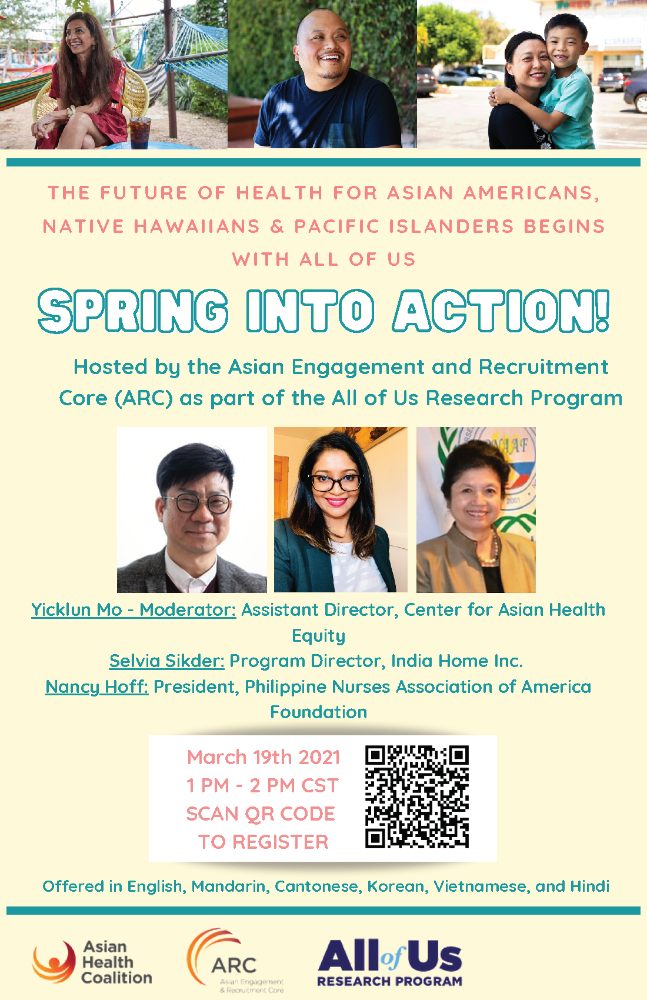 THE FUTURE OF HEALTH FOR ASIAN AMERICANS,
NATIVE HAWAIIANS & PACIFIC ISLANDERS BEGINS
WITH ALL OF US
SPRING INTO ACTION!
Hosted by the Asian Engagement and Recruitment
Core (ARC) as part of the All of Us Research Program
PNAAF
2001
Yicklun Mo - Moderator: Assistant Director, Center for Asian Health
Equity
Selvia Sikder: Program Director, India Home Inc.
Nancy Hoff: President, Philippine Nurses Association of America
Foundation
March 19th 2021
1 PM - 2 PM CST
SCAN QR CODE
TO REGISTER
Offered in English, Mandarin, Cantonese, Korean, Vietnamese, and Hindi
Asian
Health
Coalition
ARC
Asian Engagement
& Recruitment Core
All of Us
RESEARCH PROGRAM